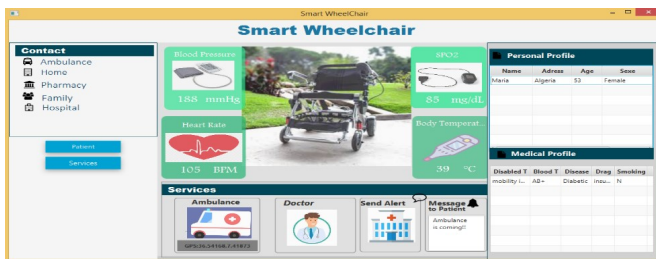 Smart WheelChair
Smart Wheelchair
Contact
Ambulance
Home
Pharmacy
Family
Hospital
Patient
Services
Blood Pressure
188 mmHg
SPO2
85 mg/dL
Heart Rate
105 BPM
Body Temperat...
39 °C
Services
Ambulance
Doctor
Send Alert
Message to Patient
Ambulance is coming!!
Personal Profile
Name Adress Age Sexe
Maria Algeria 53 Female
Medical Profile
Disabled T Blood T Disease Drag Smoking
mobility i... AB+ Diabetic insu... N